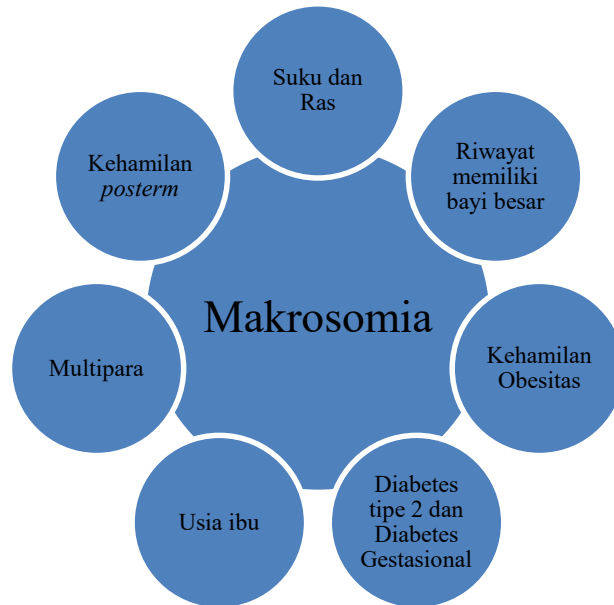 Suku dan
Ras
Riwayat
memiliki
bayi besar
Kehamilan
Obesitas
Diabetes
tipe 2 dan
Diabetes
Gestasional
Usia ibu
Multipara
Kehamilan
posterm
Makrosomia